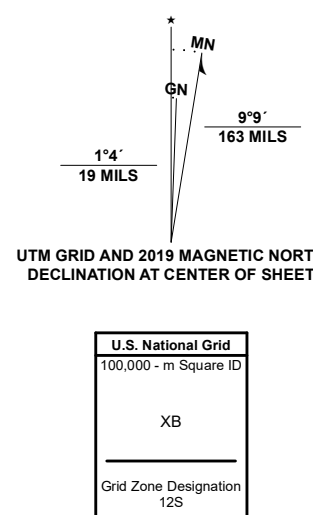 MN
GN
9°9´
163 MILS
1°4´
19 MILS
UTM GRID AND 2019 MAGNETIC NORT
DECLINATION AT CENTER OF SHEET
U.S. National Grid
100,000 - m Square ID
XB
Grid Zone Designation
12S